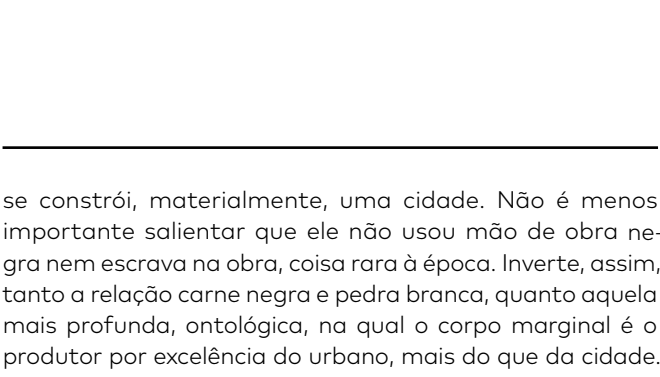 se constrói, materialmente, uma cidade. Não é menos
importante salientar que ele não usou mão de obra ne-
gra nem escrava na obra, coisa rara à época. Inverte, assim,
tanto a relação carne negra e pedra branca, quanto aquela
mais profunda, ontológica, na qual o corpo marginal é o
produtor por excelência do urbano, mais do que da cidade.